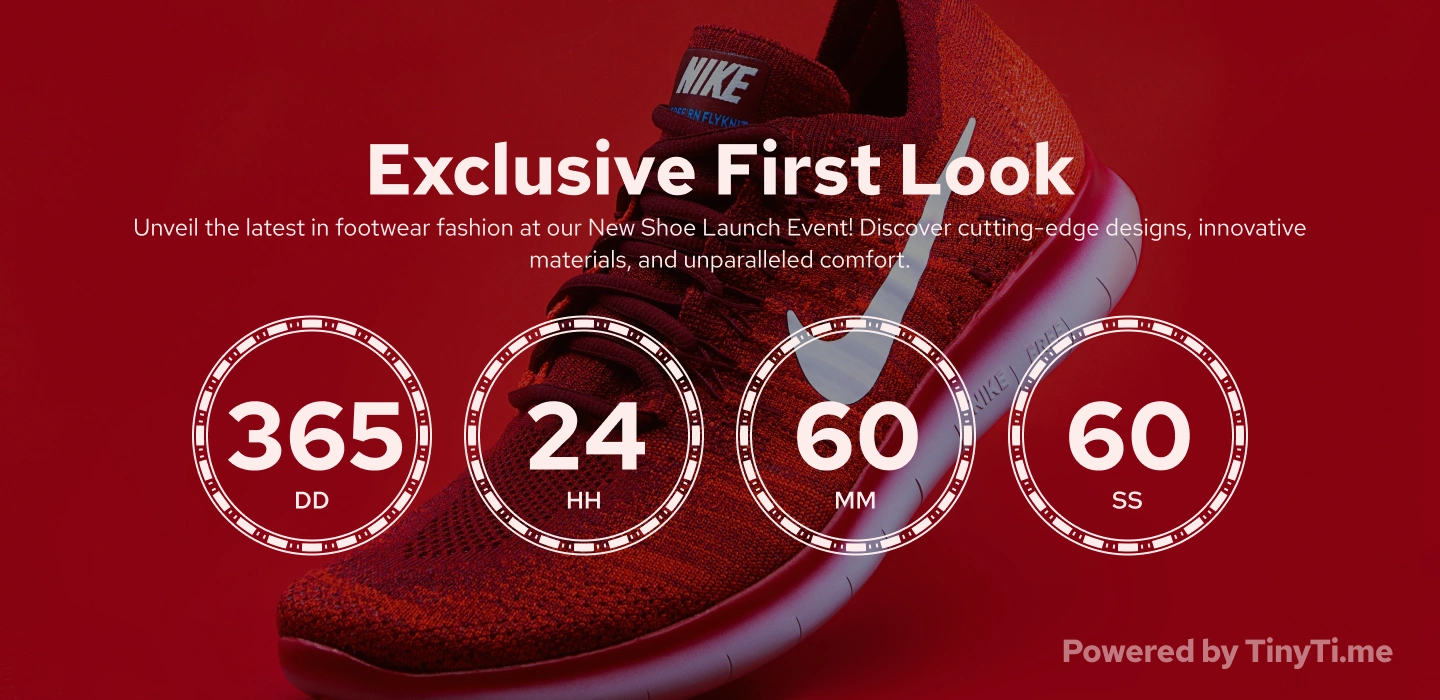 NIKE
FLYKNIT
Exclusive First Look
Unveil the latest in footwear fashion at our New Shoe Launch Event! Discover cutting-edge designs, innovative
materials, and unparalleled comfort.
NIKE FREE
365
24
60
60
DD
HH
MM
SS
Powered by TinyTi.me